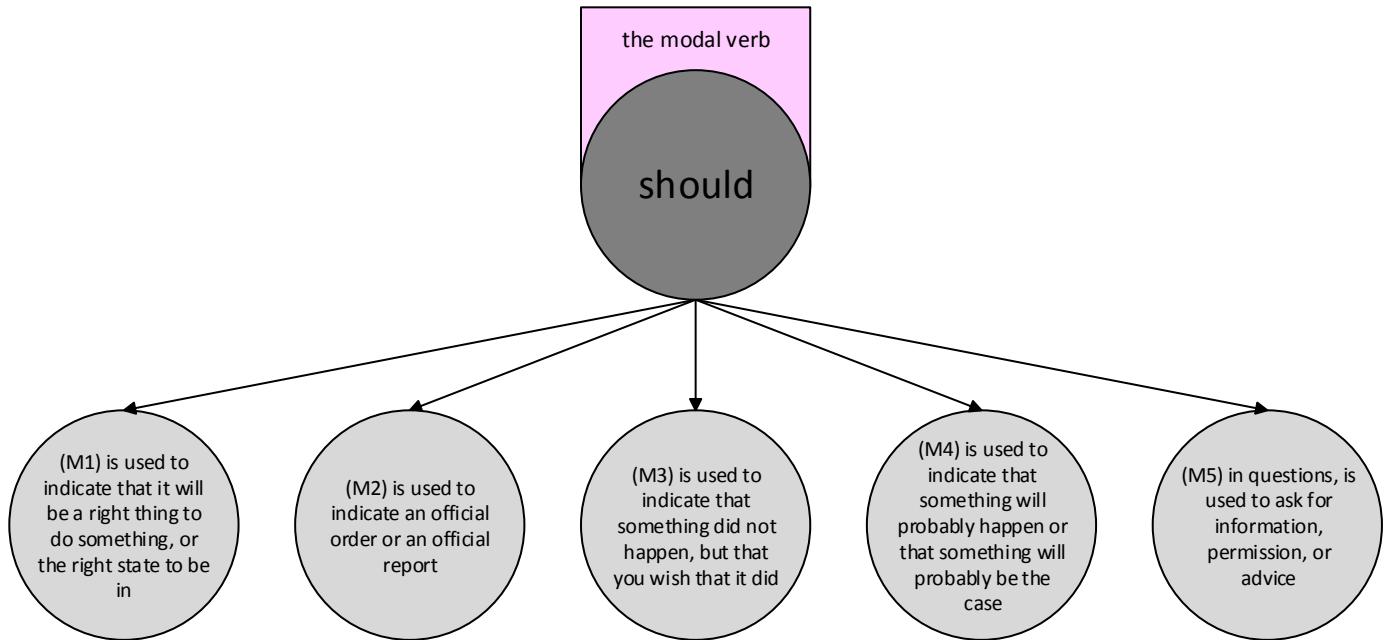 the modal verb
should
(M1) is used to
indicate that it will
be a right thing to
do something, or
the right state to be
in
(M2) is used to
indicate an official
order or an official
report
(M3) is used to
indicate that
something did not
happen, but that
you wish that it did
(M4) is used to
indicate that
something will
probably happen or
that something will
probably be the
case
(M5) in questions, is
used to ask for
information,
permission, or
advice